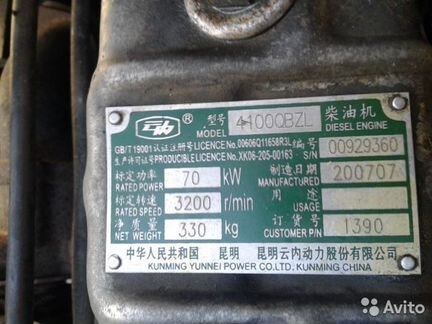 云内 ® 型号 4100QBZL 柴油机
MODEL DIESEL ENGINE
GB/T 19001认证注册号LICENCE No.00606Q11658R3L 编号 00929360
生产许可证号PRODUCIBLE LICENCE No.XK06-205-00163 S/N
标定功率 70 kW 制造日期 200707
RATED POWER MANUFACTURING DATE
标定转速 3200 r/min 用途
RATED SPEED USAGE
净质量 330 kg 订货号 1390
NET WEIGHT CUSTOMER P/N
中华人民共和国 昆明 昆明云内动力股份有限公司
KUNMING YUNNEI POWER CO.LTD. KUNMING CHINA
Avito